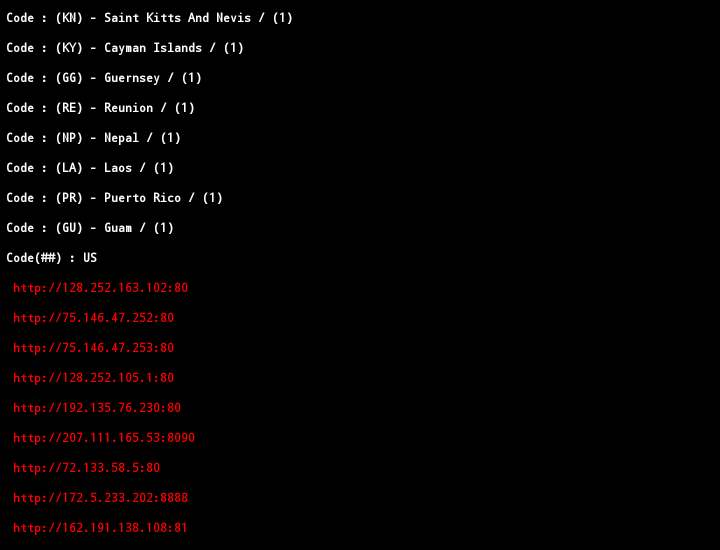 Code : (KN) - Saint Kitts And Nevis / (1)
Code : (KY) - Cayman Islands / (1)
Code : (GG) - Guernsey / (1)
Code : (RE) - Reunion / (1)
Code : (NP) - Nepal / (1)
Code : (LA) - Laos / (1)
Code : (PR) - Puerto Rico / (1)
Code : (GU) - Guam / (1)
Code(##) : US
http://128.252.163.102:80
http://75.146.47.252:80
http://75.146.47.253:80
http://128.252.105.1:80
http://192.135.76.230:80
http://207.111.165.53:8090
http://72.133.58.5:80
http://172.5.233.202:8888
http://162.191.138.108:81